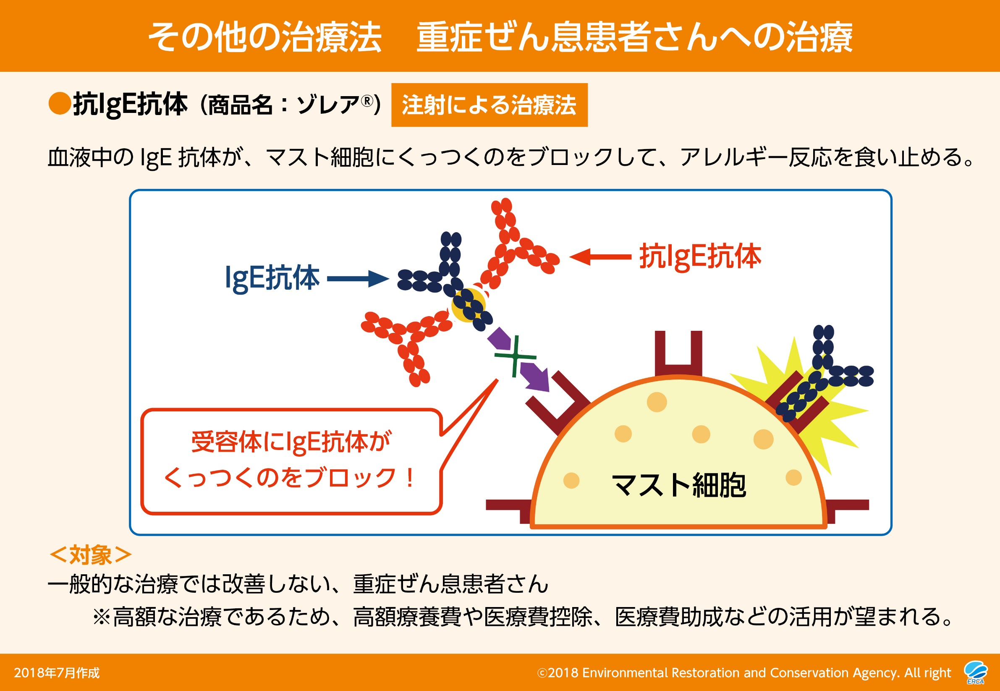 その他の治療法　重症ぜん息患者さんへの治療
●抗IgE抗体（商品名：ゾレア®）
注射による治療法
血液中の IgE 抗体が、マスト細胞にくっつくのをブロックして、アレルギー反応を食い止める。
抗IgE抗体
IgE抗体
受容体にIgE抗体が
くっつくのをブロック！
マスト細胞
＜対象＞
一般的な治療では改善しない、重症ぜん息患者さん
※高額な治療であるため、高額療養費や医療費控除、医療費助成などの活用が望まれる。
2018年7月作成
©2018 Environmental Restoration and Conservation Agency. All right
ERCA